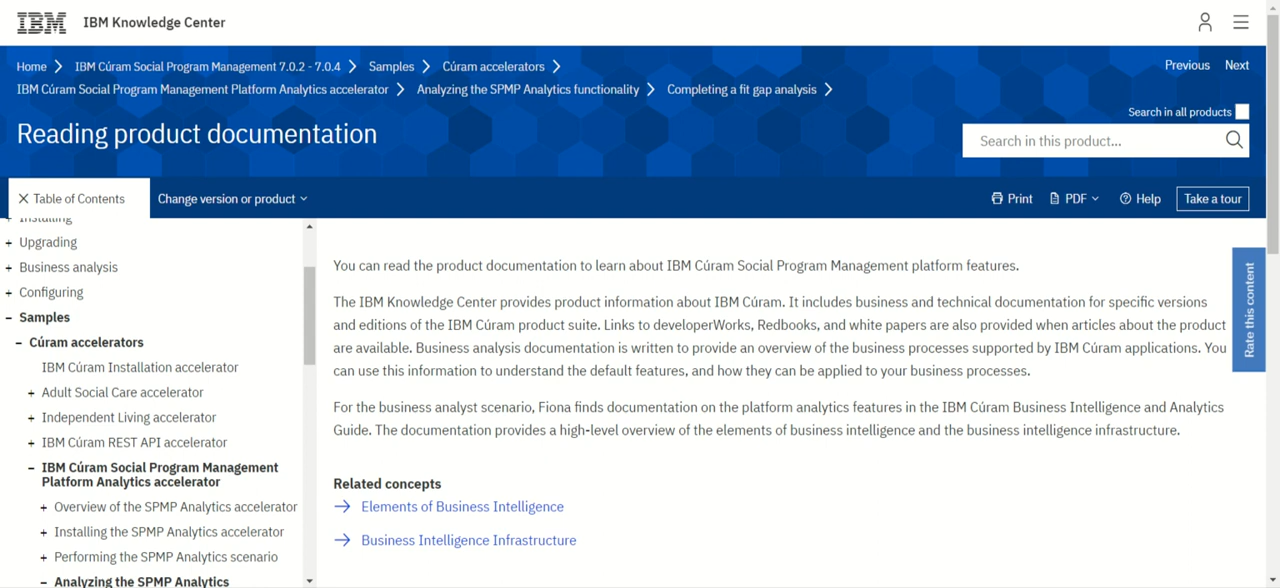 IBM IBM Knowledge Center
Home IBM Cúram Social Program Management 7.0.2 - 7.0.4 Samples Cúram accelerators
Previous Next
IBM Cúram Social Program Management Platform Analytics accelerator Analyzing the SPMP Analytics functionality Completing a fit gap analysis
Search in all products
Reading product documentation
Search in this product...
Table of Contents
Change version or product
Print PDF Help Take a tour
Installing
+ Upgrading
+ Business analysis
+ Configuring
− Samples
− Cúram accelerators
IBM Cúram Installation accelerator
+ Adult Social Care accelerator
+ Independent Living accelerator
+ IBM Cúram REST API accelerator
− IBM Cúram Social Program Management
Platform Analytics accelerator
+ Overview of the SPMP Analytics accelerator
+ Installing the SPMP Analytics accelerator
+ Performing the SPMP Analytics scenario
− Analyzing the SPMP Analytics
You can read the product documentation to learn about IBM Cúram Social Program Management platform features.
The IBM Knowledge Center provides product information about IBM Cúram. It includes business and technical documentation for specific versions
and editions of the IBM Cúram product suite. Links to developerWorks, Redbooks, and white papers are also provided when articles about the product
are available. Business analysis documentation is written to provide an overview of the business processes supported by IBM Cúram applications. You
can use this information to understand the default features, and how they can be applied to your business processes.
For the business analyst scenario, Fiona finds documentation on the platform analytics features in the IBM Cúram Business Intelligence and Analytics
Guide. The documentation provides a high-level overview of the elements of business intelligence and the business intelligence infrastructure.
Related concepts
Elements of Business Intelligence
Business Intelligence Infrastructure
Rate this content